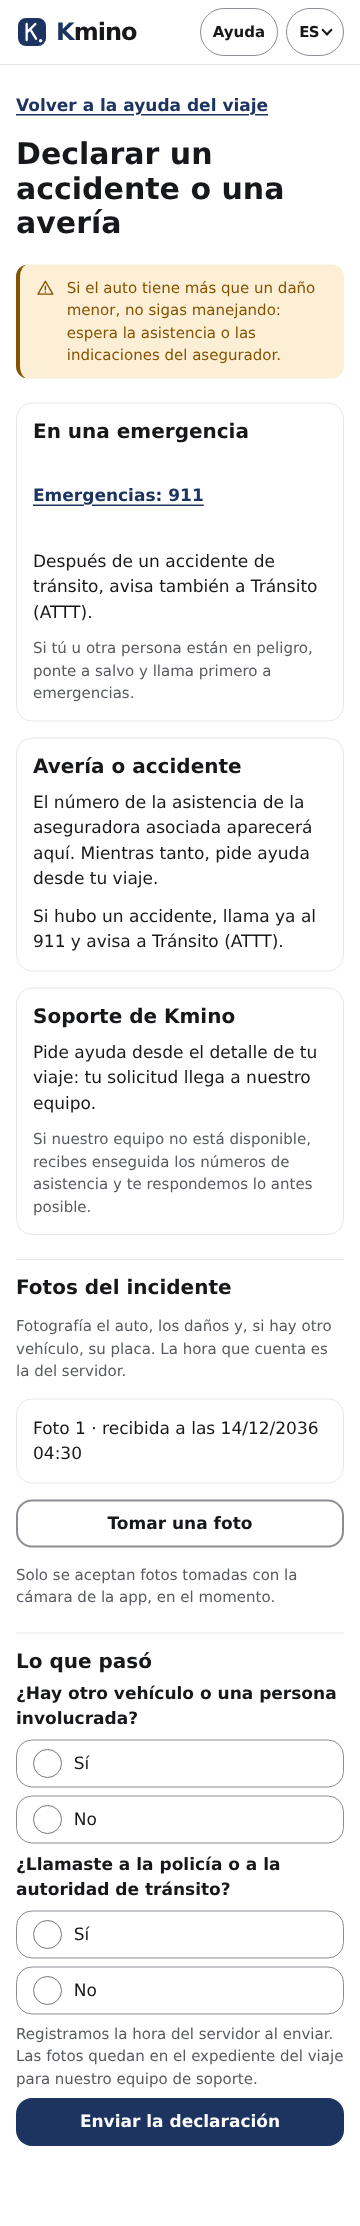 Kmino
Ayuda
ES
Volver a la ayuda del viaje
Declarar un
accidente o una
avería
Si el auto tiene más que un daño
menor, no sigas manejando:
espera la asistencia o las
indicaciones del asegurador.
En una emergencia
Emergencias: 911
Después de un accidente de
tránsito, avisa también a Tránsito
(ATTT).
Si tú u otra persona están en peligro,
ponte a salvo y llama primero a
emergencias.
Avería o accidente
El número de la asistencia de la
aseguradora asociada aparecerá
aquí. Mientras tanto, pide ayuda
desde tu viaje.
Si hubo un accidente, llama ya al
911 y avisa a Tránsito (ATTT).
Soporte de Kmino
Pide ayuda desde el detalle de tu
viaje: tu solicitud llega a nuestro
equipo.
Si nuestro equipo no está disponible,
recibes enseguida los números de
asistencia y te respondemos lo antes
posible.
Fotos del incidente
Fotografía el auto, los daños y, si hay otro
vehículo, su placa. La hora que cuenta es
la del servidor.
Foto 1 · recibida a las 14/12/2036
04:30
Tomar una foto
Solo se aceptan fotos tomadas con la
cámara de la app, en el momento.
Lo que pasó
¿Hay otro vehículo o una persona
involucrada?
Sí
No
¿Llamaste a la policía o a la
autoridad de tránsito?
Sí
No
Registramos la hora del servidor al enviar.
Las fotos quedan en el expediente del viaje
para nuestro equipo de soporte.
Enviar la declaración